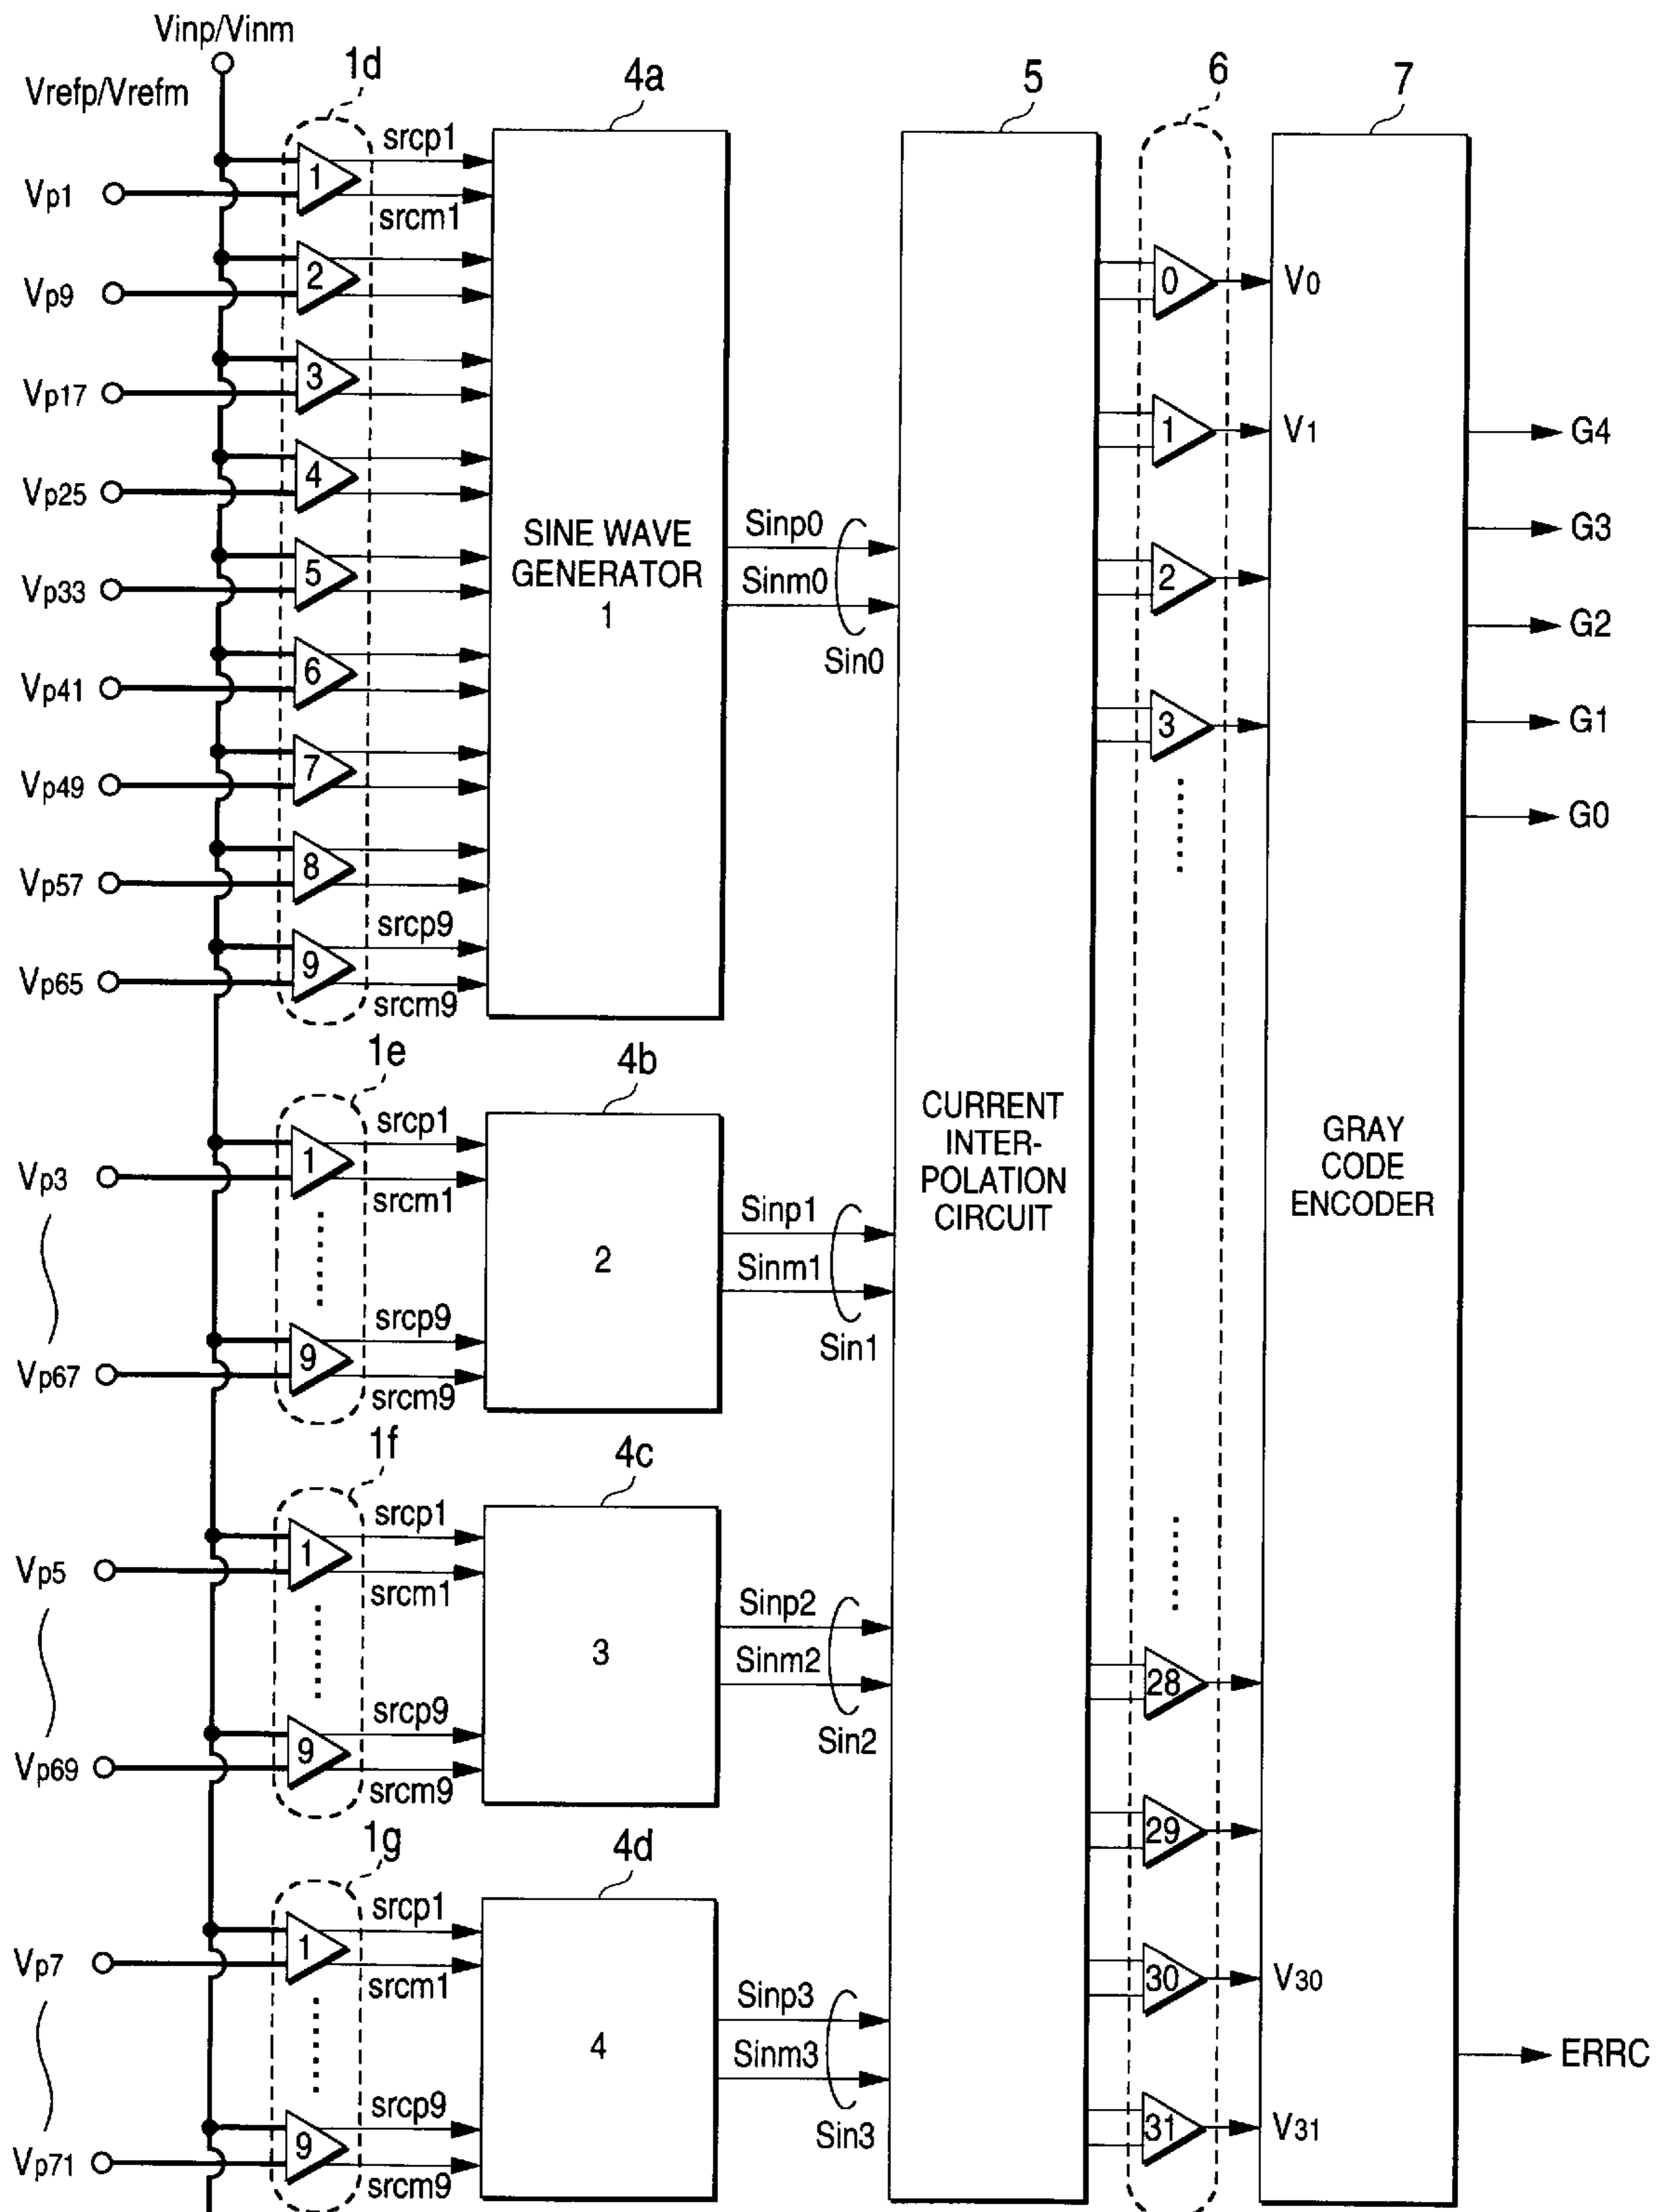 Vinp/Vinm
Vrefp/Vrefm
1d
4a
5
6
7
Vp1
1
srcp1
srcm1
Vp9
2
Vp17
3
Vp25
4
Vp33
5
Vp41
6
Vp49
7
Vp57
8
Vp65
9
srcp9
srcm9
SINE WAVE
GENERATOR
1
Sinp0
Sinm0
Sin0
1e
4b
Vp3
1
srcp1
srcm1
Vp67
9
srcp9
srcm9
2
Sinp1
Sinm1
Sin1
1f
4c
Vp5
1
srcp1
srcm1
Vp69
9
srcp9
srcm9
3
Sinp2
Sinm2
Sin2
1g
4d
Vp7
1
srcp1
srcm1
Vp71
9
srcp9
srcm9
4
Sinp3
Sinm3
Sin3
CURRENT
INTER-
POLATION
CIRCUIT
0
1
2
3
28
29
30
31
V0
V1
V30
V31
GRAY
CODE
ENCODER
G4
G3
G2
G1
G0
ERRC